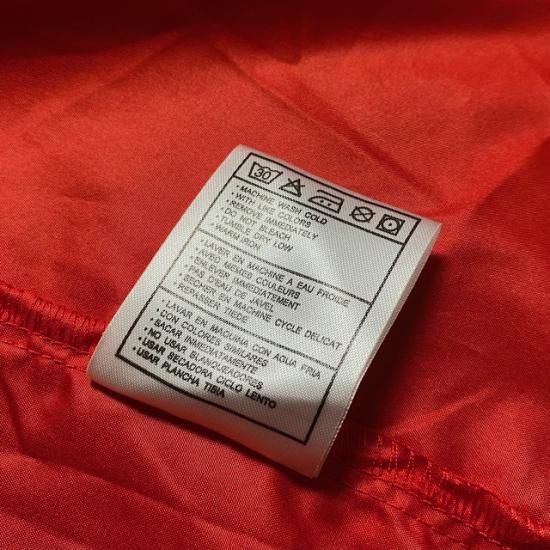 30
• MACHINE WASH COLD
• WITH LIKE COLORS
• REMOVE IMMEDIATELY
• DO NOT BLEACH
• TUMBLE DRY LOW
• WARM IRON
• LAVER EN MACHINE A EAU FROIDE
• AVEC MEMES COULEURS
• ENLEVER IMMEDIATEMENT
• PAS D'EAU DE JAVEL
• SECHER EN MACHINE CYCLE DELICAT
• REPASSER TIEDE
• LAVAR EN MAQUINA CON AGUA FRIA
• CON COLORES SIMILARES
• SACAR INMEDIATAMENTE
• NO USAR BLANQUEADORES
• USAR SECADORA CICLO LENTO
• USAR PLANCHA TIBIA